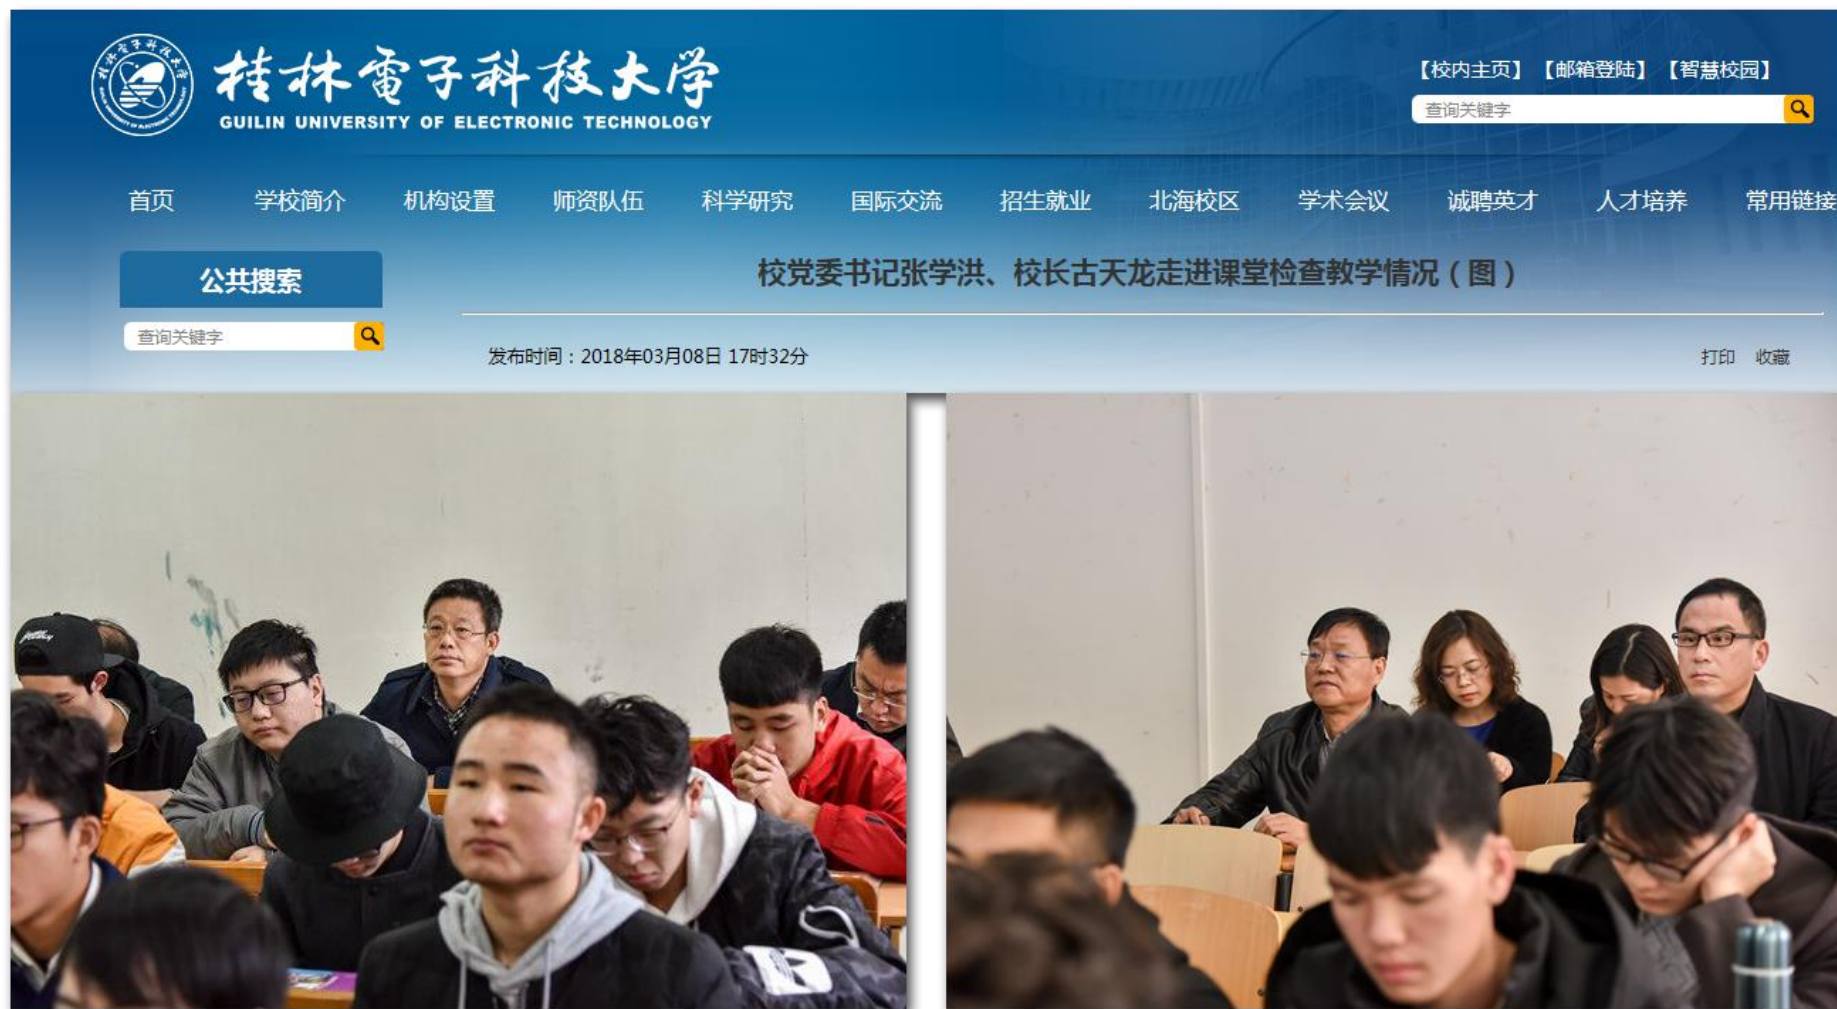 桂林電子科技大学
GUILIN UNIVERSITY OF ELECTRONIC TECHNOLOGY
【校内主页】【邮箱登陆】【智慧校园】
查询关键字
首页 学校简介 机构设置 师资队伍 科学研究 国际交流 招生就业 北海校区 学术会议 诚聘英才 人才培养 常用链接
公共搜索
校党委书记张学洪、校长古天龙走进课堂检查教学情况（图）
查询关键字
发布时间：2018年03月08日 17时32分
打印 收藏